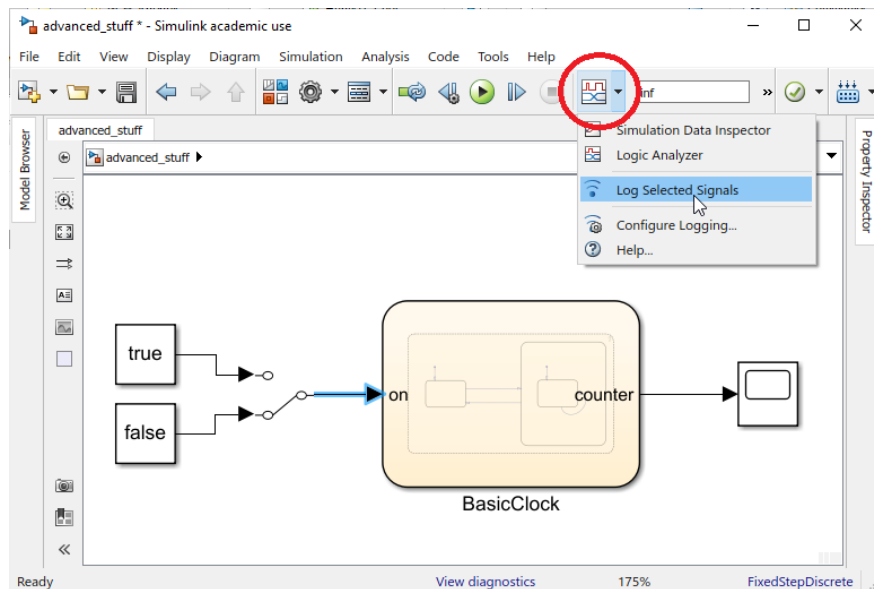 advanced_stuff * - Simulink academic use
File Edit View Display Diagram Simulation Analysis Code Tools Help
inf
»
advanced_stuff
Simulation Data Inspector
Model Browser
advanced_stuff
Logic Analyzer
Property Inspector
Log Selected Signals
Configure Logging...
Help...
true
on
counter
false
BasicClock
Ready
View diagnostics
175%
FixedStepDiscrete